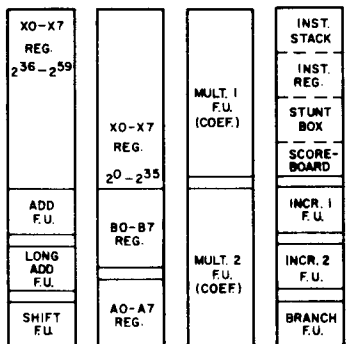 X0-X7
REG.
2^36-2^59
ADD
F.U.
LONG
ADD
F.U.
SHIFT
F.U.
X0-X7
REG.
2^0-2^35
B0-B7
REG.
A0-A7
REG.
MULT. 1
F.U.
(COEF.)
MULT. 2
F.U.
(COEF.)
INST.
STACK
INST.
REG.
STUNT
BOX
SCORE-
BOARD
INCR. 1
F.U.
INCR. 2
F.U.
BRANCH
F.U.